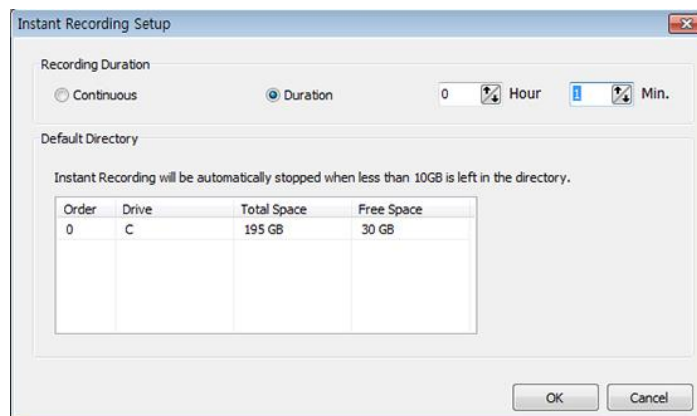 Instant Recording Setup
Recording Duration
Continuous Duration 0 Hour 1 Min.
Default Directory
Instant Recording will be automatically stopped when less than 10GB is left in the directory.
Order Drive Total Space Free Space
0 C 195 GB 30 GB
OK Cancel